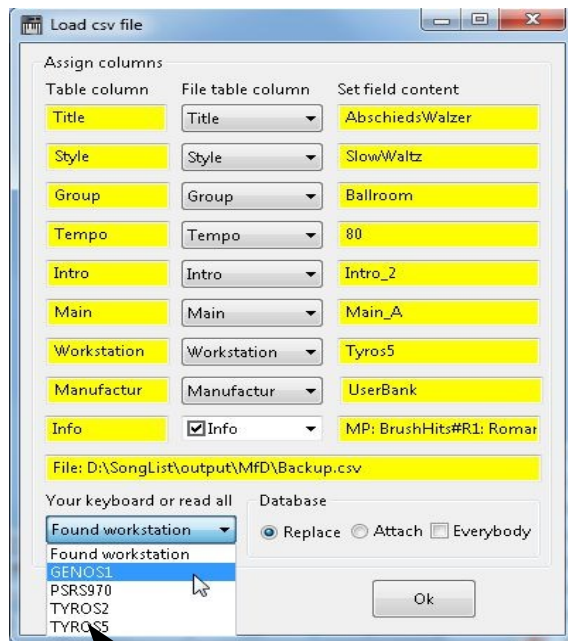 Load csv file
Assign columns
Table column File table column Set field content
Title Title AbschiedsWalzer
Style Style SlowWaltz
Group Group Ballroom
Tempo Tempo 80
Intro Intro Intro_2
Main Main Main_A
Workstation Workstation Tyros5
Manufactur Manufactur UserBank
Info Info MP: BrushHits#R1: Romar
File: D:\SongList\output\MfD\Backup.csv
Your keyboard or read all Database
Found workstation Replace Attach Everybody
Found workstation
GENOS1
PSRS970
TYROS2
TYROS5
Ok